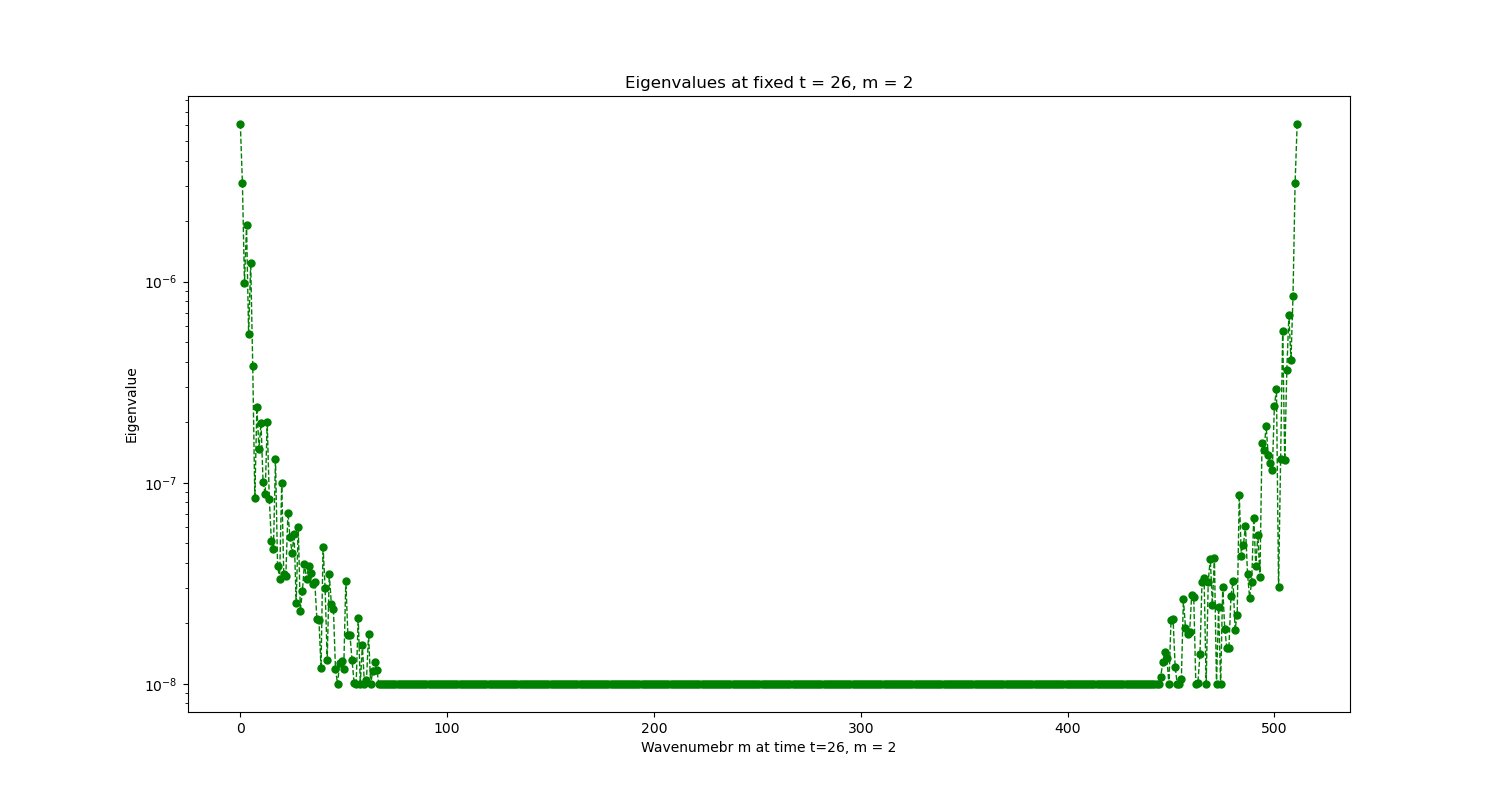 Eigenvalues at fixed t = 26, m = 2
Eigenvalue
10⁻⁶
10⁻⁷
10⁻⁸
0 100 200 300 400 500
Wavenumebr m at time t=26, m = 2